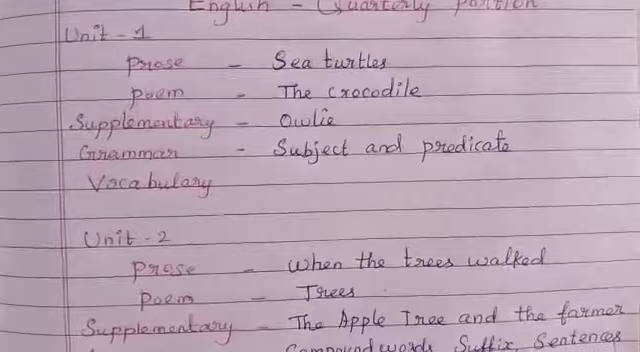 English - Quarterly Portion
Unit - 1
Prose - Sea turtles
Poem - The Crocodile
Supplementary - Owlie
Grammar - Subject and predicate
Vocabulary
Unit - 2
Prose - When the trees walked
Poem - Trees
Supplementary - The Apple Tree and the farmer
Compound words Suffix, Sentences